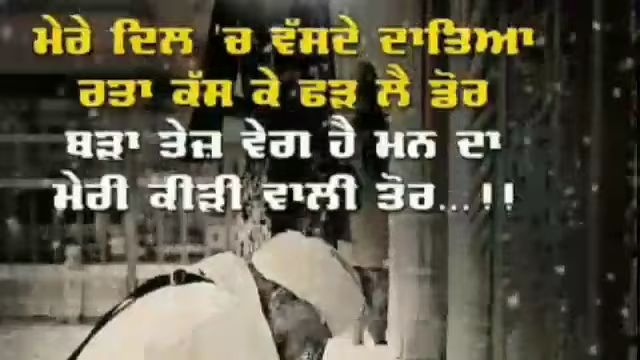 ਮੇਰੇ ਦਿਲ 'ਚ ਵੱਸਦੇ ਦਾਤਿਆ
ਰਤਾ ਕੱਸ ਕੇ ਫੜ ਲੈ ਡੋਰ
ਬੜਾ ਤੇਜ਼ ਵੇਗ ਹੈ ਮਨ ਦਾ
ਮੇਰੀ ਕੀੜੀ ਵਾਲੀ ਤੋਰ...!!